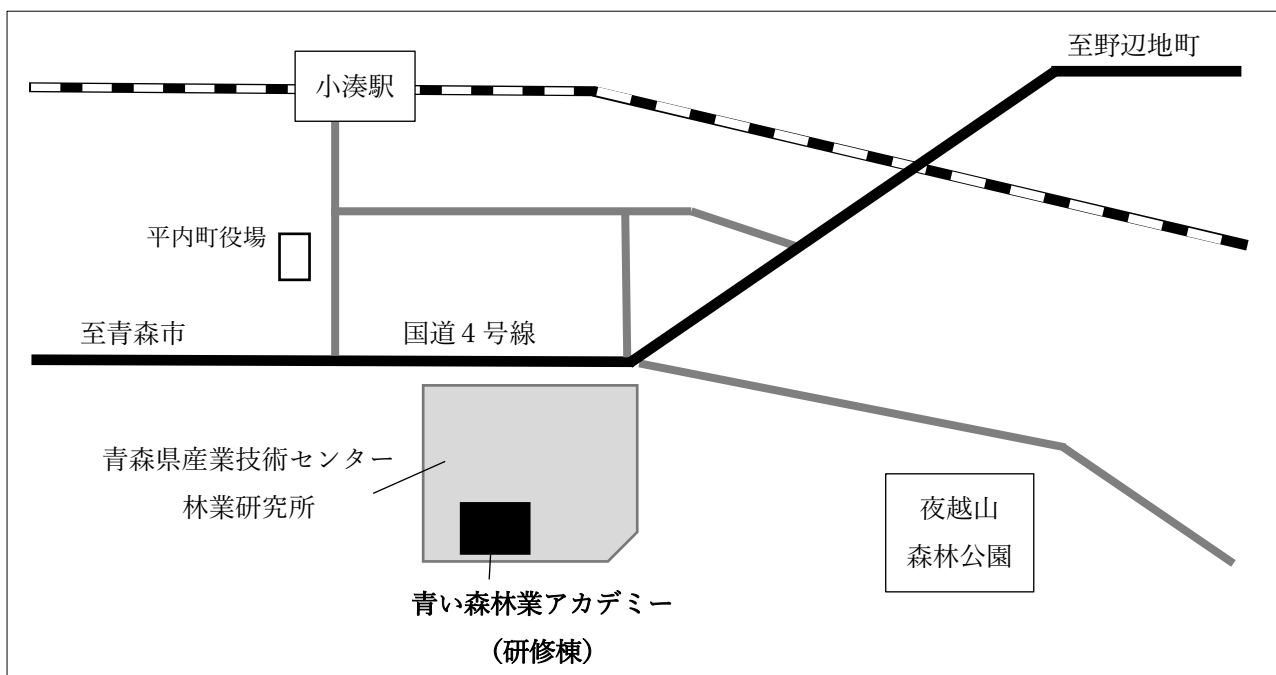 至野辺地町
小湊駅
平内町役場
至青森市
国道４号線
青森県産業技術センター
林業研究所
夜越山
森林公園
青い森林業アカデミー
（研修棟）